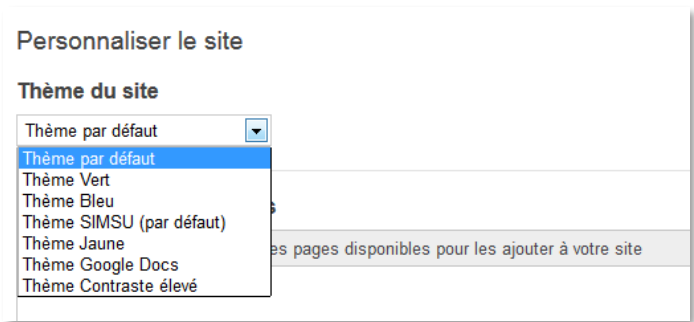 Personnaliser le site
Thème du site
Thème par défaut
Thème par défaut
Thème Vert
Thème Bleu
Thème SIMSU (par défaut)
Thème Jaune
es pages disponibles pour les ajouter à votre site
Thème Google Docs
Thème Contraste élevé